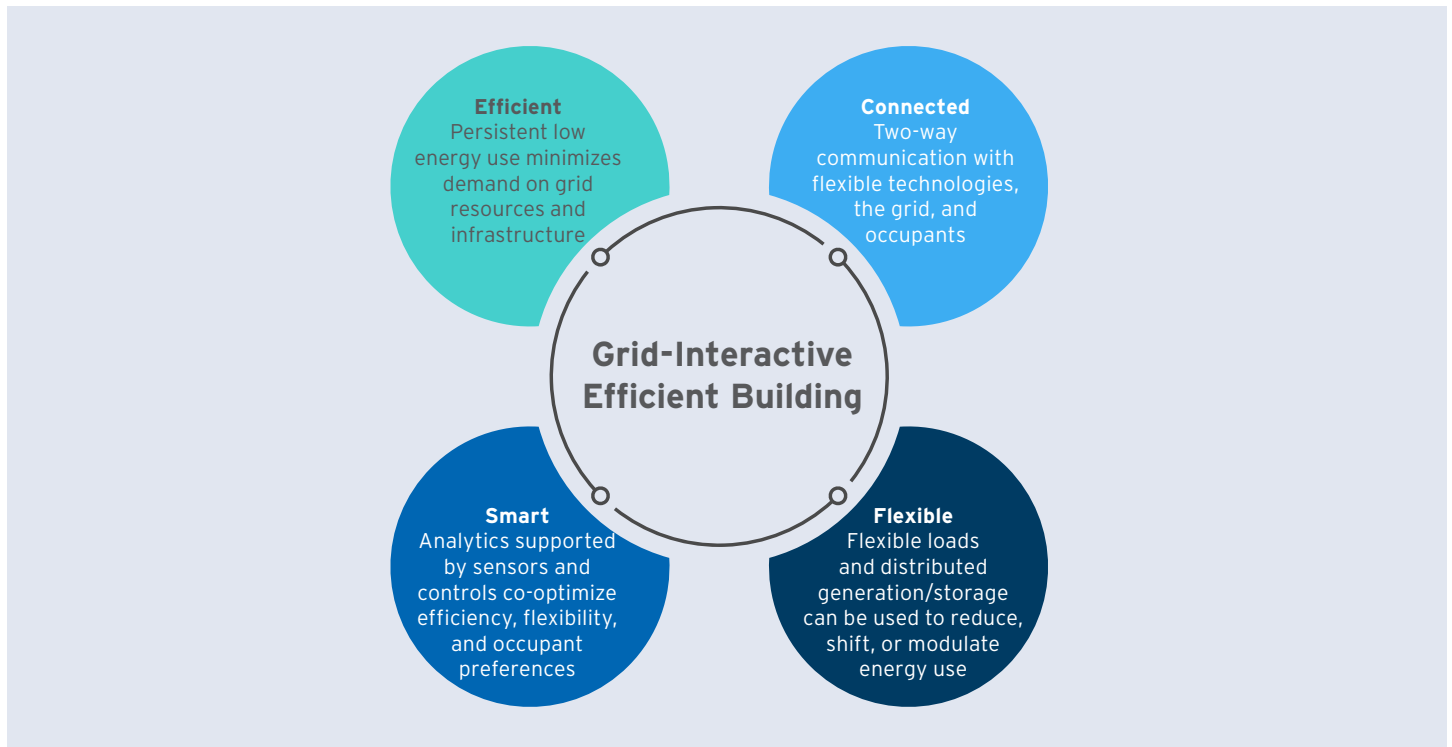 Efficient
Persistent low
energy use minimizes
demand on grid
resources and
infrastructure
Connected
Two-way
communication with
flexible technologies,
the grid, and
occupants
Grid-Interactive
Efficient Building
Smart
Analytics supported
by sensors and
controls co-optimize
efficiency, flexibility,
and occupant
preferences
Flexible
Flexible loads
and distributed
generation/storage
can be used to reduce,
shift, or modulate
energy use